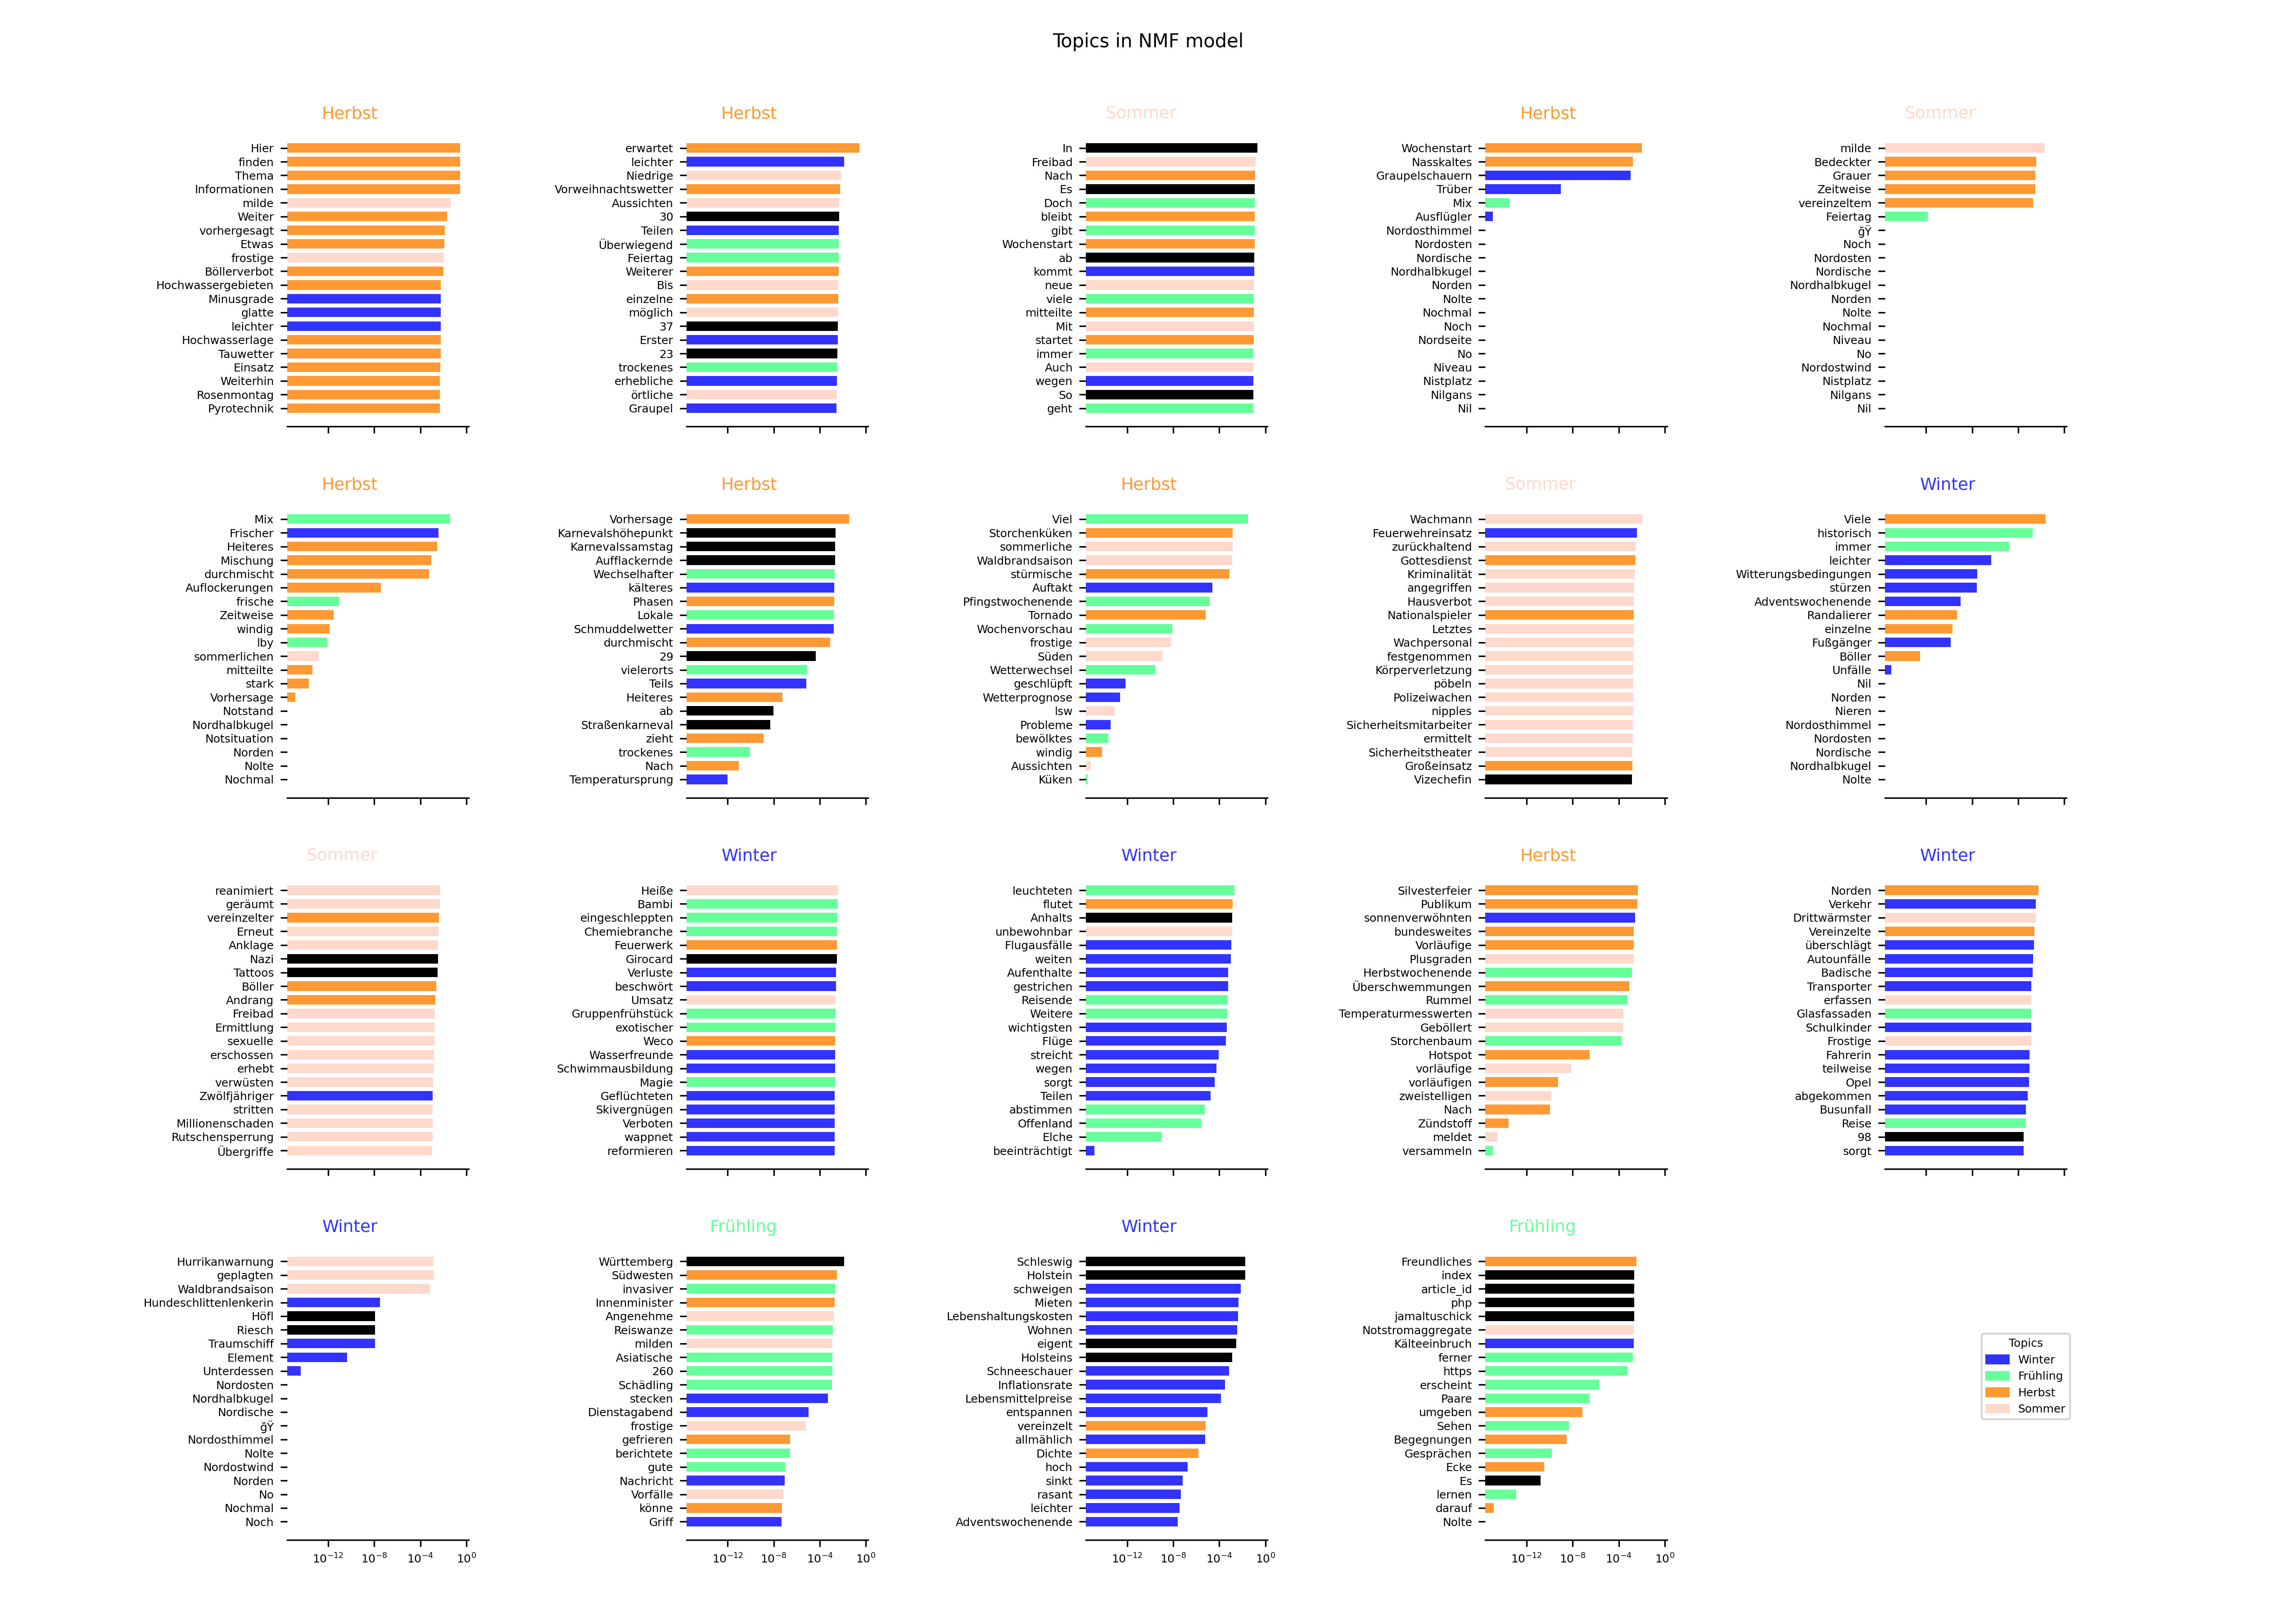 Topics in NMF model
Herbst
Hier
finden
Thema
Informationen
milde
Weiter
vorhergesagt
Etwas
frostige
Böllerverbot
Hochwassergebieten
Minusgrade
glatte
leichter
Hochwasserlage
Tauwetter
Einsatz
Weiterhin
Rosenmontag
Pyrotechnik
Herbst
erwartet
leichter
Niedrige
Vorweihnachtswetter
Aussichten
30
Teilen
Überwiegend
Feiertag
Weiterer
Bis
einzelne
möglich
37
Erster
23
trockenes
erhebliche
örtliche
Graupel
Sommer
In
Freibad
Nach
Es
Doch
bleibt
gibt
Wochenstart
ab
kommt
neue
viele
mitteilte
Mit
startet
immer
Auch
wegen
So
geht
Herbst
Wochenstart
Nasskaltes
Graupelschauern
Trüber
Mix
Ausflügler
Nordosthimmel
Nordosten
Nordische
Nordhalbkugel
Norden
Nolte
Nochmal
Noch
Nordseite
No
Niveau
Nistplatz
Nilgans
Nil
Sommer
milde
Bedeckter
Grauer
Zeitweise
vereinzeltem
Feiertag
ğŸ
Noch
Nordosten
Nordische
Nordhalbkugel
Norden
Nolte
Nochmal
Niveau
No
Nordostwind
Nistplatz
Nilgans
Nil
Herbst
Mix
Frischer
Heiteres
Mischung
durchmischt
Auflockerungen
frische
Zeitweise
windig
lby
sommerlichen
mitteilte
stark
Vorhersage
Notstand
Nordhalbkugel
Notsituation
Norden
Nolte
Nochmal
Herbst
Vorhersage
Karnevalshöhepunkt
Karnevalssamstag
Aufflackernde
Wechselhafter
kälteres
Phasen
Lokale
Schmuddelwetter
durchmischt
29
vielerorts
Teils
Heiteres
ab
Straßenkarneval
zieht
trockenes
Nach
Temperatursprung
Herbst
Viel
Storchenküken
sommerliche
Waldbrandsaison
stürmische
Auftakt
Pfingstwochenende
Tornado
Wochenvorschau
frostige
Süden
Wetterwechsel
geschlüpft
Wetterprognose
lsw
Probleme
bewölktes
windig
Aussichten
Küken
Sommer
Wachmann
Feuerwehreinsatz
zurückhaltend
Gottesdienst
Kriminalität
angegriffen
Hausverbot
Nationalspieler
Letztes
Wachpersonal
festgenommen
Körperverletzung
pöbeln
Polizeiwachen
nipples
Sicherheitsmitarbeiter
ermittelt
Sicherheitstheater
Großeinsatz
Vizechefin
Winter
Viele
historisch
immer
leichter
Witterungsbedingungen
stürzen
Adventswochenende
Randalierer
einzelne
Fußgänger
Böller
Unfälle
Nil
Norden
Nieren
Nordosthimmel
Nordosten
Nordische
Nordhalbkugel
Nolte
Sommer
reanimiert
geräumt
vereinzelter
Erneut
Anklage
Nazi
Tattoos
Böller
Andrang
Freibad
Ermittlung
sexuelle
erschossen
erhebt
verwüsten
Zwölfjähriger
stritten
Millionenschaden
Rutschensperrung
Übergriffe
Winter
Heiße
Bambi
eingeschleppten
Chemiebranche
Feuerwerk
Girocard
Verluste
beschwört
Umsatz
Gruppenfrühstück
exotischer
Weco
Wasserfreunde
Schwimmausbildung
Magie
Geflüchteten
Skivergnügen
Verboten
wappnet
reformieren
Winter
leuchteten
flutet
Anhalts
unbewohnbar
Flugausfälle
weiten
Aufenthalte
gestrichen
Reisende
Weitere
wichtigsten
Flüge
streicht
wegen
sorgt
Teilen
abstimmen
Offenland
Elche
beeinträchtigt
Herbst
Silvesterfeier
Publikum
sonnenverwöhnten
bundesweites
Vorläufige
Plusgraden
Herbstwochenende
Überschwemmungen
Rummel
Temperaturmesswerten
Geböllert
Storchenbaum
Hotspot
vorläufige
vorläufigen
zweistelligen
Nach
Zündstoff
meldet
versammeln
Winter
Norden
Verkehr
Drittwärmster
Vereinzelte
überschlägt
Autounfälle
Badische
Transporter
erfassen
Glasfassaden
Schulkinder
Frostige
Fahrerin
teilweise
Opel
abgekommen
Busunfall
Reise
98
sorgt
Winter
Hurrikanwarnung
geplagten
Waldbrandsaison
Hundeschlittenlenkerin
Höfl
Riesch
Traumschiff
Element
Unterdessen
Nordosten
Nordhalbkugel
Nordische
ğŸ
Nordosthimmel
Nolte
Nordostwind
Norden
No
Nochmal
Noch
10⁻¹² 10⁻⁸ 10⁻⁴ 10⁰
Frühling
Württemberg
Südwesten
invasiver
Innenminister
Angenehme
Reiswanze
milden
Asiatische
260
Schädling
stecken
Dienstagabend
frostige
gefrieren
berichtete
gute
Nachricht
Vorfälle
könne
Griff
10⁻¹² 10⁻⁸ 10⁻⁴ 10⁰
Winter
Schleswig
Holstein
schweigen
Mieten
Lebenshaltungskosten
Wohnen
eigent
Holsteins
Schneeschauer
Inflationsrate
Lebensmittelpreise
entspannen
vereinzelt
allmählich
Dichte
hoch
sinkt
rasant
leichter
Adventswochenende
10⁻¹² 10⁻⁸ 10⁻⁴ 10⁰
Frühling
Freundliches
index
article_id
php
jamaltuschick
Notstromaggregate
Kälteeinbruch
ferner
https
erscheint
Paare
umgeben
Sehen
Begegnungen
Gesprächen
Ecke
Es
lernen
darauf
Nolte
10⁻¹² 10⁻⁸ 10⁻⁴ 10⁰
Topics
Winter
Frühling
Herbst
Sommer